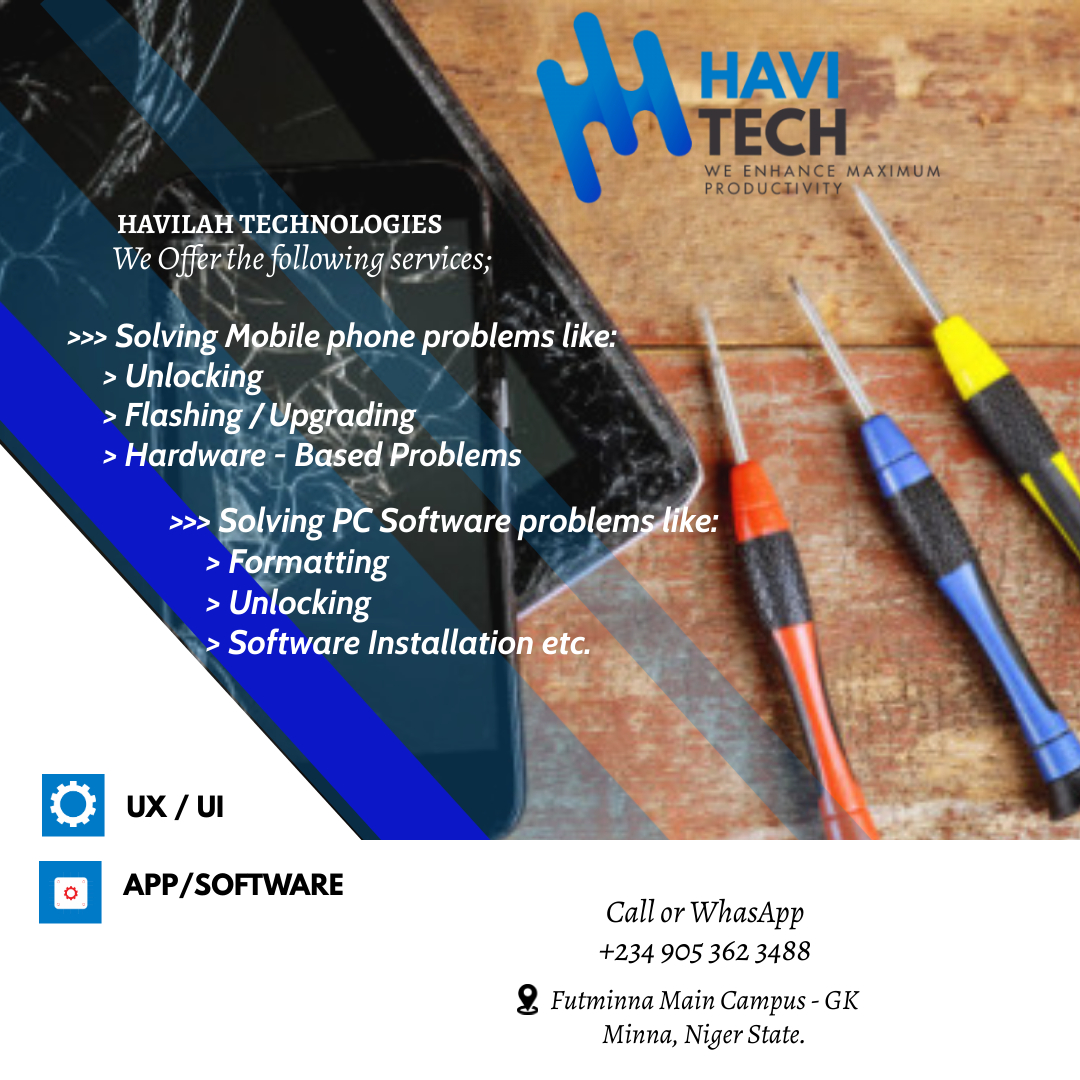 HAVI
TECH
WE ENHANCE MAXIMUM
PRODUCTIVITY
HAVILAH TECHNOLOGIES
We Offer the following services;
>>> Solving Mobile phone problems like:
> Unlocking
> Flashing / Upgrading
> Hardware - Based Problems
>>> Solving PC Software problems like:
> Formatting
> Unlocking
> Software Installation etc.
UX / UI
APP/SOFTWARE
Call or WhasApp
+234 905 362 3488
Futminna Main Campus - GK
Minna, Niger State.